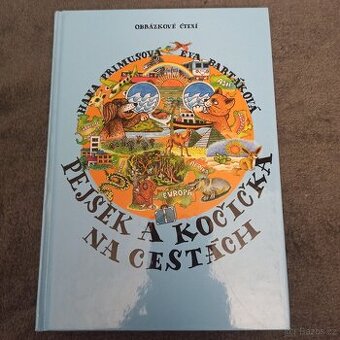 OBRÁZKOVÉ ČTENÍ
HANA PRIMUSOVÁ EVA BARTÁKOVÁ
EVROPA
PEJSEK A KOČIČKA
NA CESTÁCH